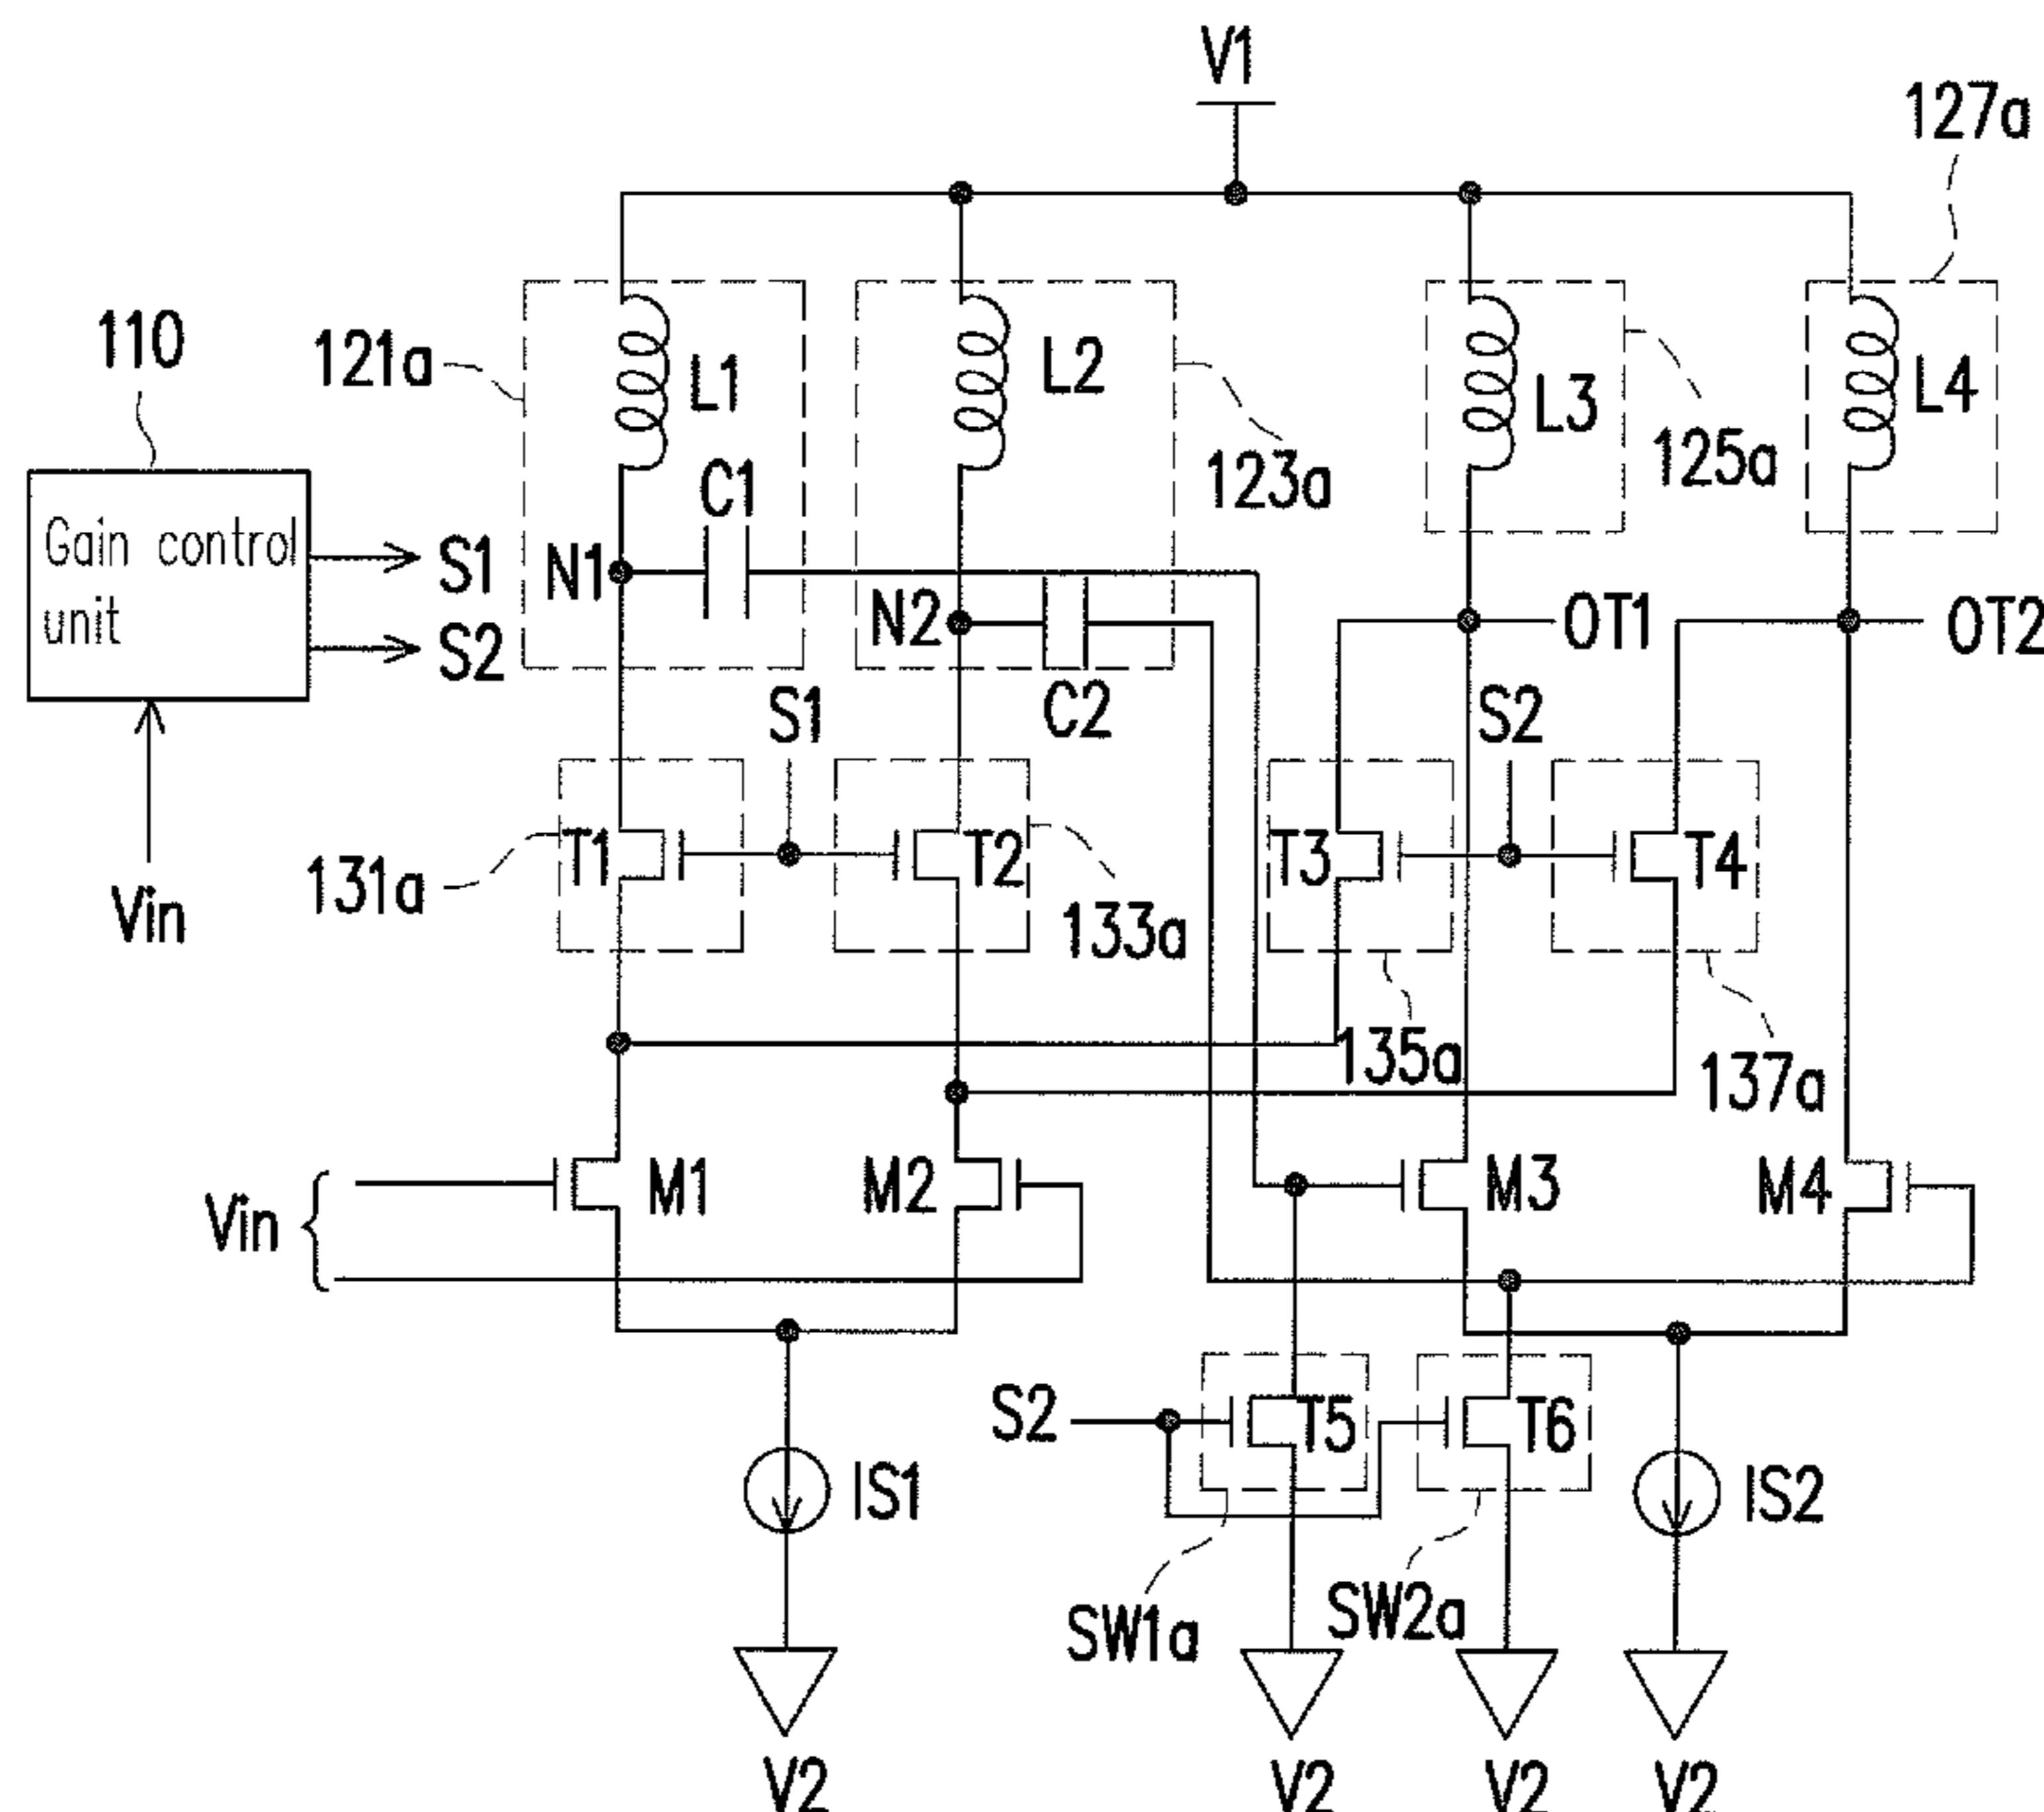 V1
127a
110
121a
L1
L2
L3
L4
125a
123a
C1
Gain control
unit
S1
S2
N1
N2
OT1
OT2
C2
S1
S2
T1
T2
T3
T4
131a
133a
Vin
135a
137a
Vin
M1
M2
M3
M4
S2
T5
T6
IS1
IS2
SW1a
SW2a
V2
V2
V2
V2